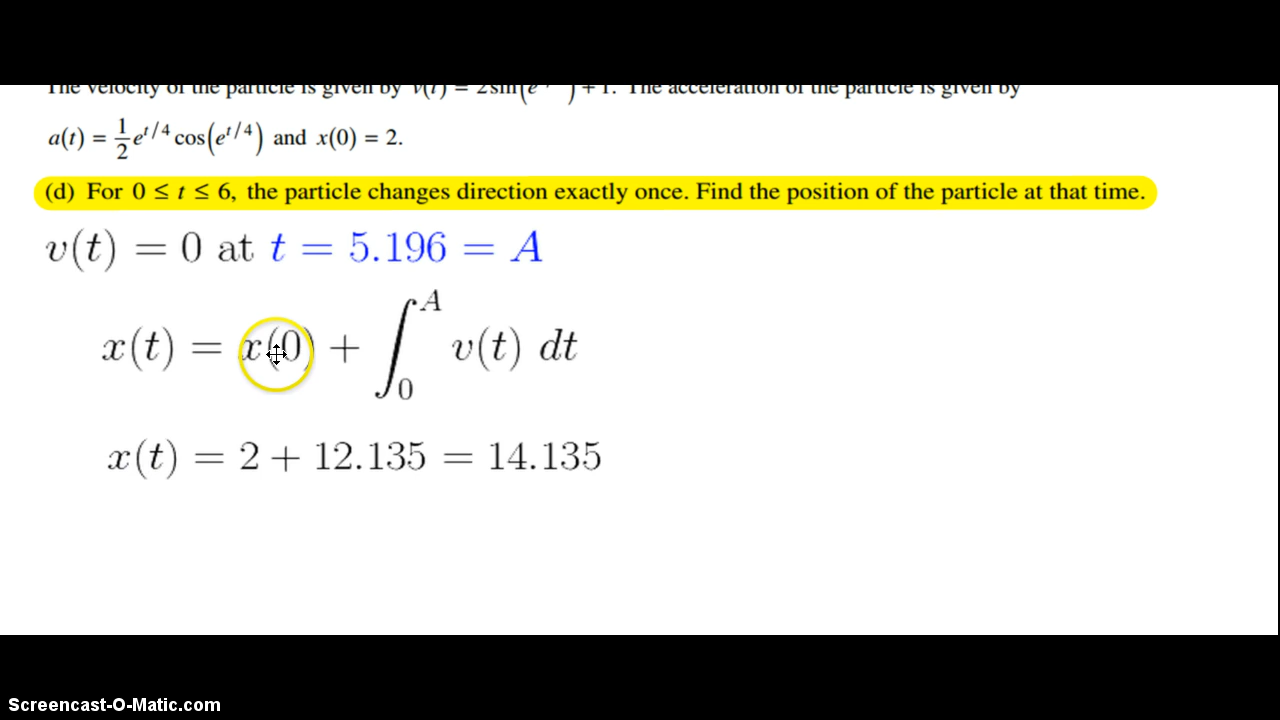 The velocity of the particle is given by v(t) = 2sin(e^{t/4}) + 1. The acceleration of the particle is given by
a(t) = \frac{1}{2}e^{t/4} cos(e^{t/4}) and x(0) = 2.
(d) For 0 ≤ t ≤ 6, the particle changes direction exactly once. Find the position of the particle at that time.
v(t) = 0 at t = 5.196 = A
x(t) = x(0) + \int_0^A v(t) dt
x(t) = 2 + 12.135 = 14.135
Screencast-O-Matic.com